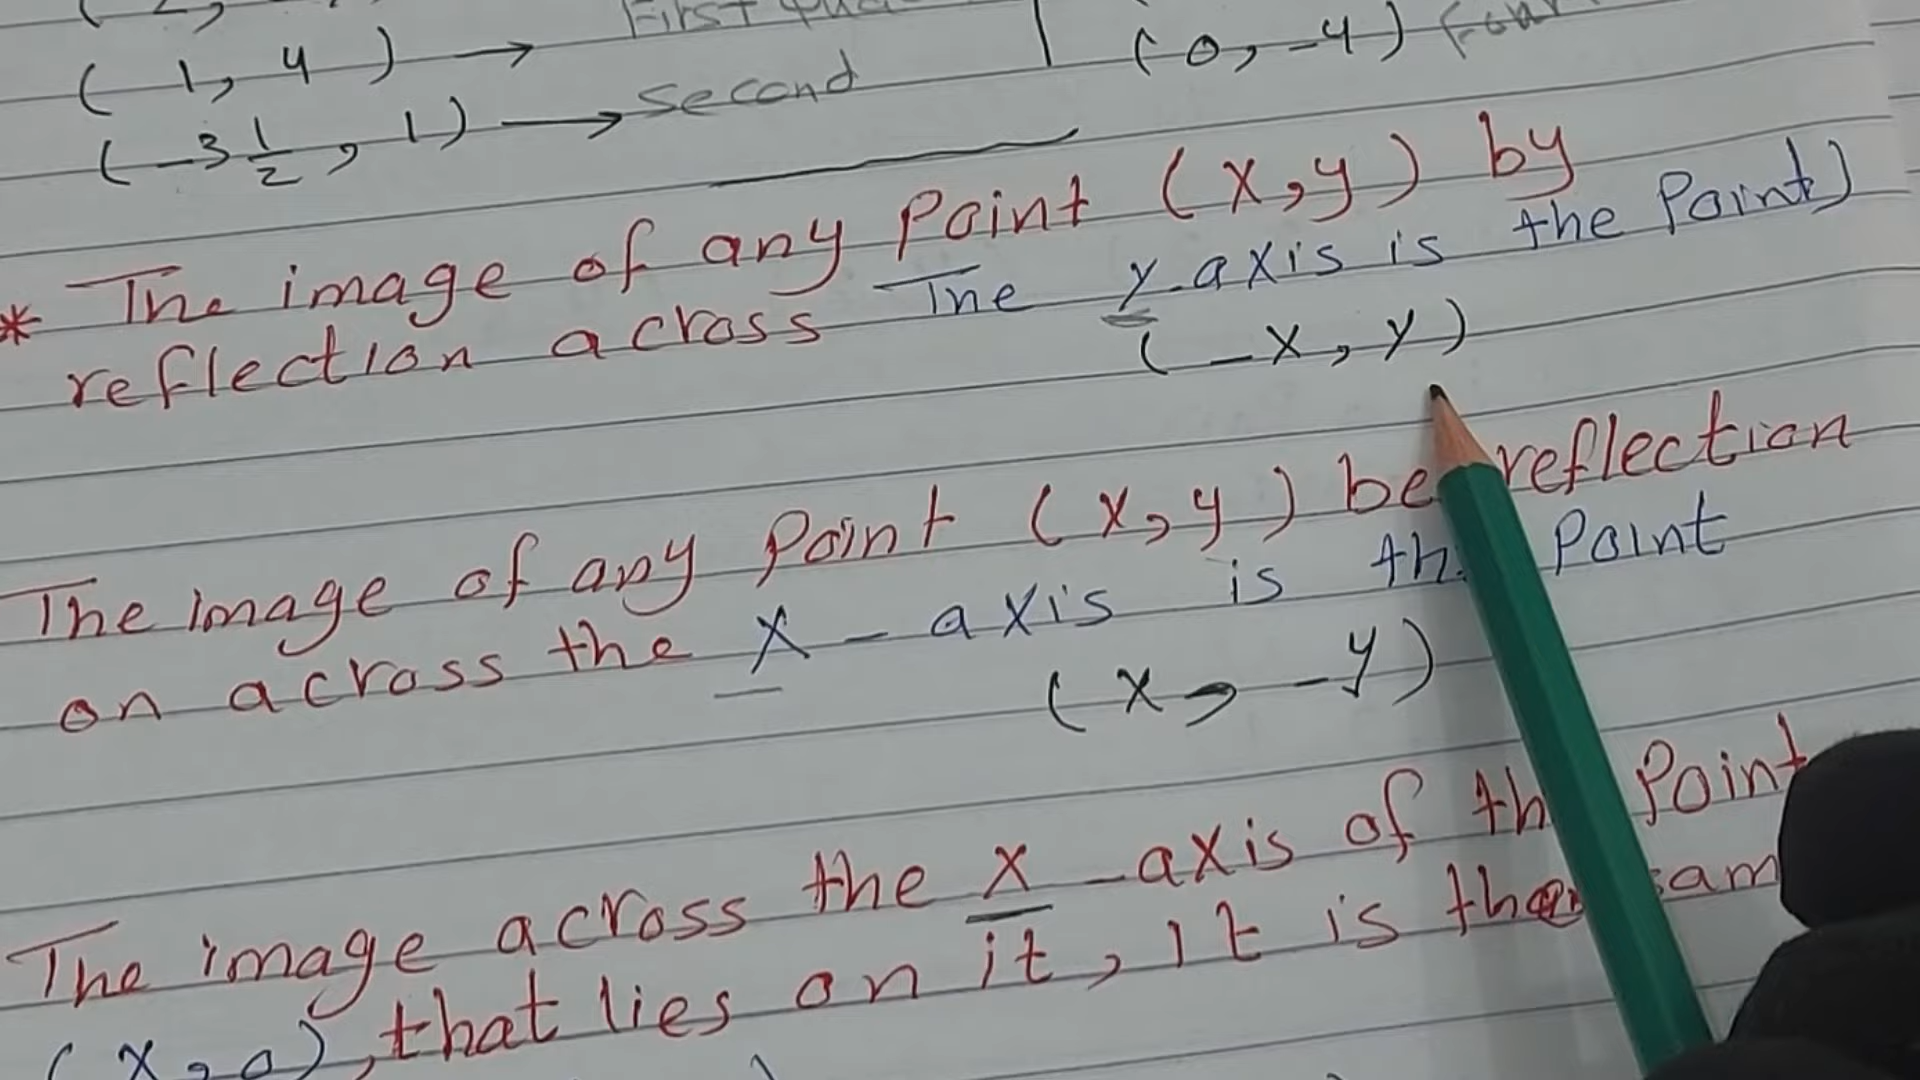 (1, 4) → First
(-3 1/2, 1) → second
(0, -4)
* The image of any Point (x,y) by
reflection across The y-axis is the Point)
(-x, y)
The image of any Point (x,y) be reflection
on across the x-axis is the Point
(x, -y)
The image across the x-axis of the Point
(x, 0), that lies on it, it is the